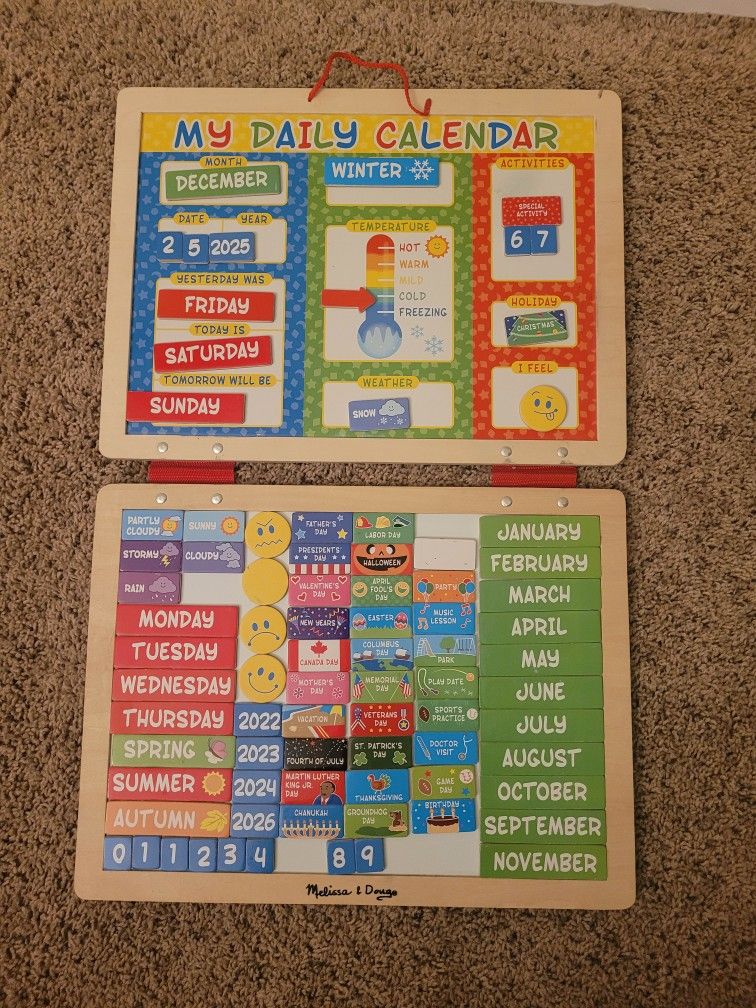 MY DAILY CALENDAR
MONTH
DECEMBER
DATE YEAR
2 5 2025
YESTERDAY WAS
FRIDAY
TODAY IS
SATURDAY
TOMORROW WILL BE
SUNDAY
WINTER
TEMPERATURE
HOT
WARM
MILD
COLD
FREEZING
WEATHER
SNOW
ACTIVITIES
SPECIAL
ACTIVITY
6 7
HOLIDAY
CHRISTMAS
I FEEL
PARTLY
CLOUDY
SUNNY
STORMY
CLOUDY
RAIN
MONDAY
TUESDAY
WEDNESDAY
THURSDAY
SPRING
SUMMER
AUTUMN
2022
2023
2024
2026
0 1 1 2 3 4 8 9
FATHER'S
DAY
PRESIDENTS'
DAY
VALENTINE'S
DAY
NEW YEARS
CANADA DAY
MOTHER'S
DAY
VACATION
FOURTH OF JULY
MARTIN LUTHER
KING JR.
DAY
CHANUKAH
LABOR DAY
HALLOWEEN
APRIL
FOOL'S
DAY
EASTER
COLUMBUS
DAY
MEMORIAL
DAY
VETERANS
DAY
ST. PATRICK'S
DAY
THANKSGIVING
GROUNDHOG
DAY
PARTY
MUSIC
LESSON
PARK
PLAY DATE
SPORTS
PRACTICE
DOCTOR
VISIT
GAME
DAY
BIRTHDAY
JANUARY
FEBRUARY
MARCH
APRIL
MAY
JUNE
JULY
AUGUST
OCTOBER
SEPTEMBER
NOVEMBER
Melissa & Doug